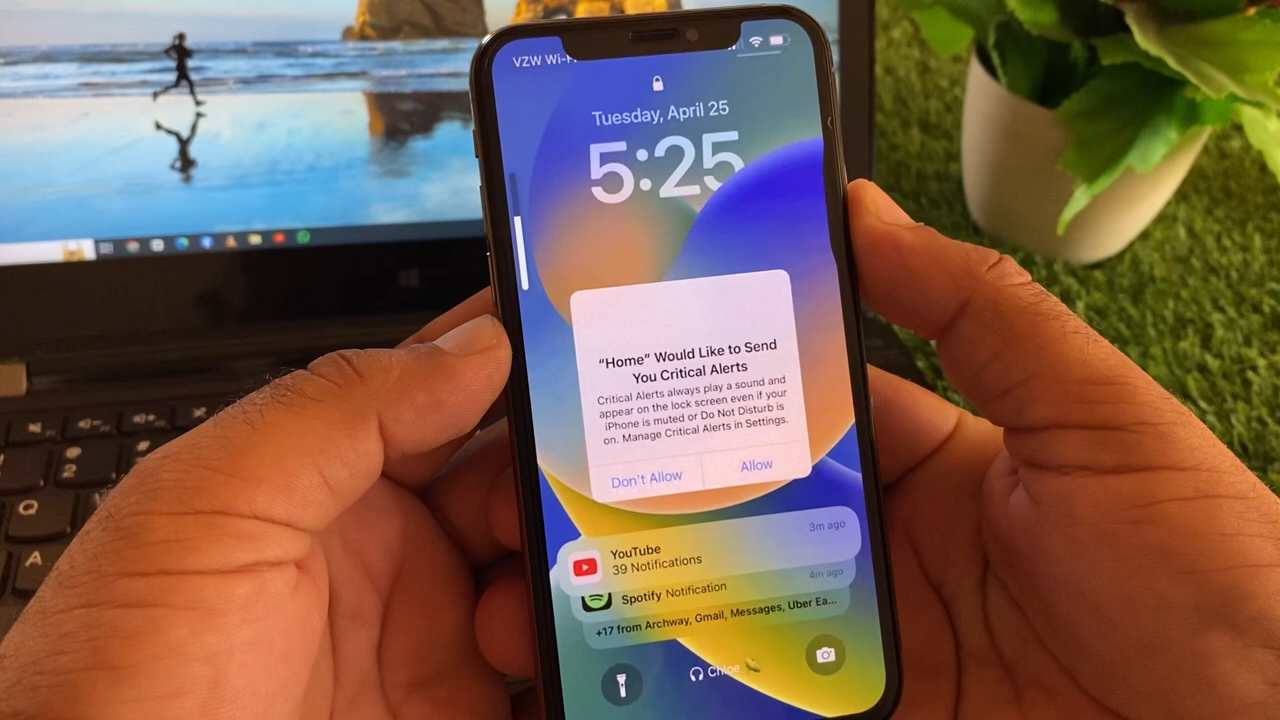 VZW Wi-F
Tuesday, April 25
5:25
“Home” Would Like to Send
You Critical Alerts
Critical Alerts always play a sound and
appear on the lock screen even if your
iPhone is muted or Do Not Disturb is
on. Manage Critical Alerts in Settings.
Don't Allow
Allow
3m ago
YouTube
39 Notifications
4m ago
Spotify Notification
+17 from Archway, Gmail, Messages, Uber Ea...
Chloe
2
Q
A